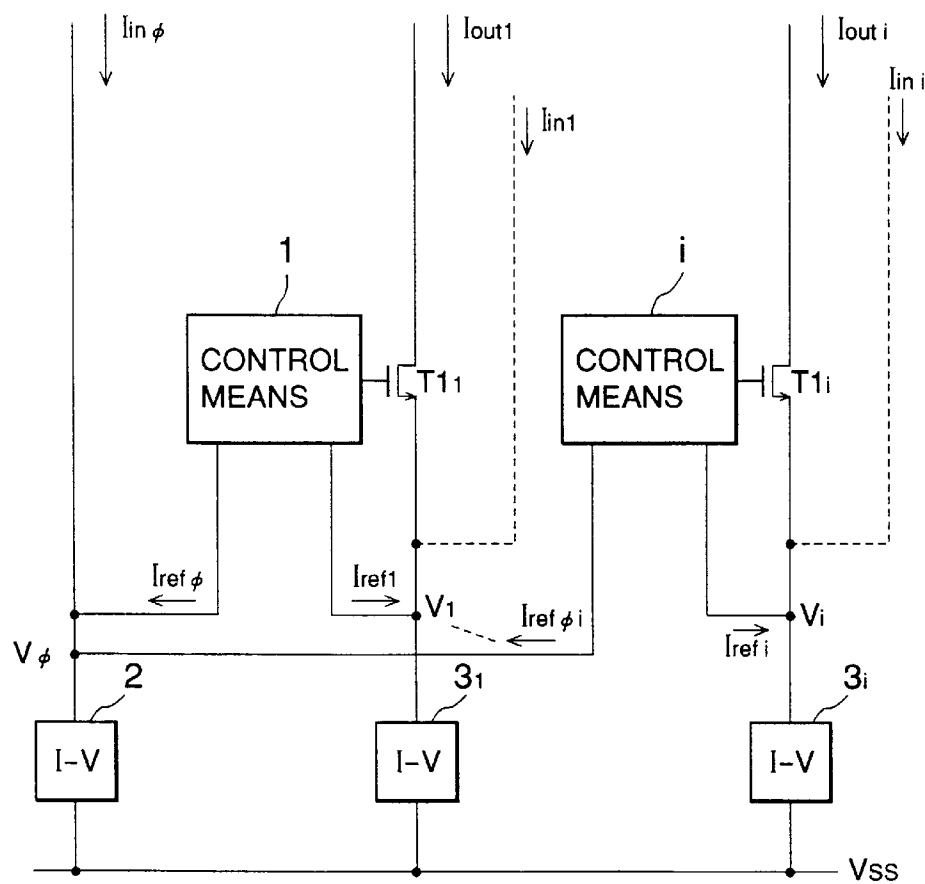 Iin φ
Iout1
Iout i
Iin i
Iin1
1
i
CONTROL
MEANS
T11
CONTROL
MEANS
T1i
Iref φ
Iref1
V1
Iref φ i
Vi
Iref i
Vφ
2
31
3i
I-V
I-V
I-V
VSS